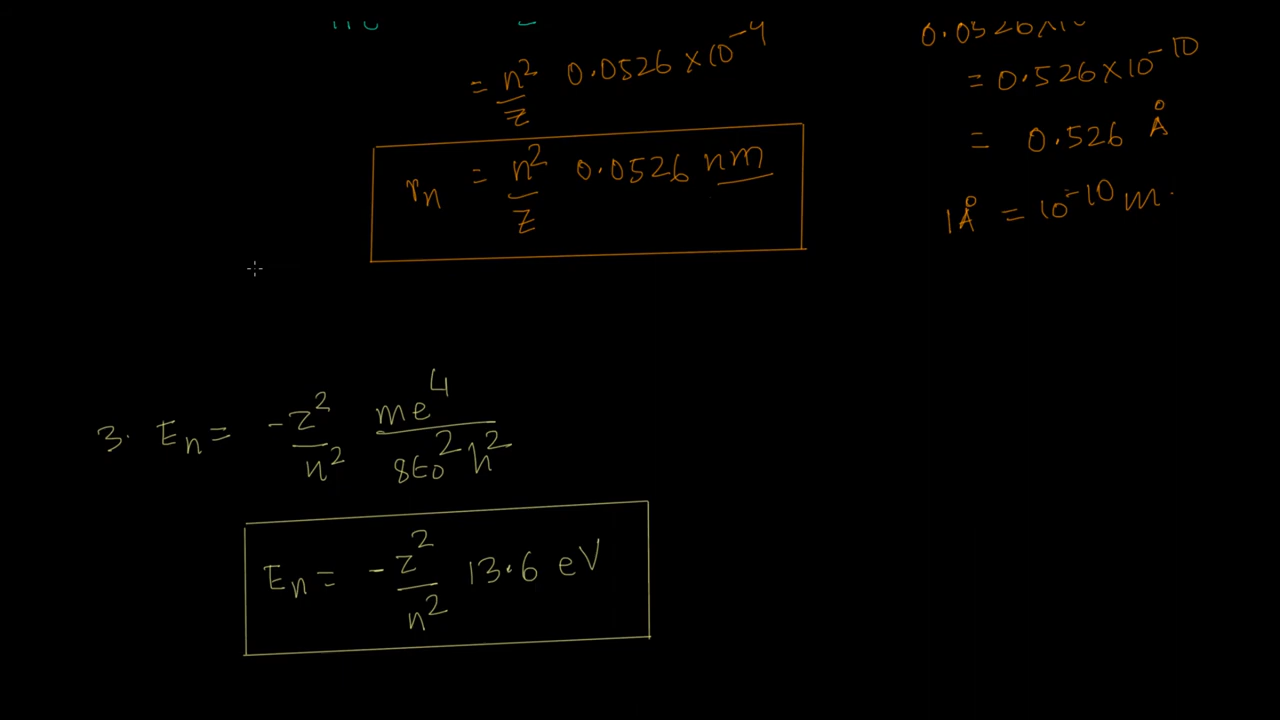 = n²/z 0.0526 × 10⁻⁹
rₙ = n²/z 0.0526 nm
= 0.526 × 10⁻¹⁰
= 0.526 Å
1Å = 10⁻¹⁰ m.
3. Eₙ = -z²/n² me⁴/8ε₀²h²
Eₙ = -z²/n² 13.6 eV